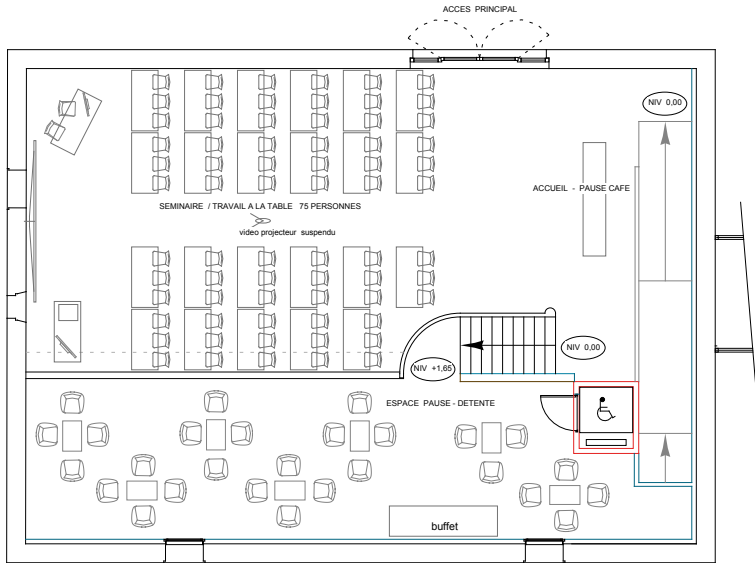 ACCES PRINCIPAL
NIV 0,00
ACCUEIL - PAUSE CAFE
SEMINAIRE / TRAVAIL A LA TABLE 75 PERSONNES
video projecteur suspendu
NIV 0,00
NIV +1,65
ESPACE PAUSE - DETENTE
buffet